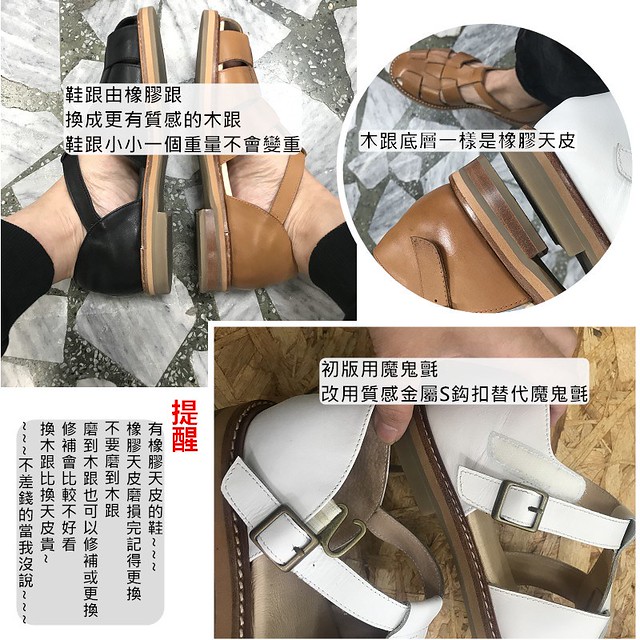 鞋跟由橡膠跟
換成更有質感的木跟
鞋跟小小一個重量不會變重
木跟底層一樣是橡膠天皮
初版用魔鬼氈
改用質感金屬S鈎扣替代魔鬼氈
提醒
有橡膠天皮的鞋~~~
橡膠天皮磨損完記得更換
不要磨到木跟
磨到木跟也可以修補或更換
修補會比較不好看
換木跟比換天皮貴~
~~~不差錢的當我沒說~~~